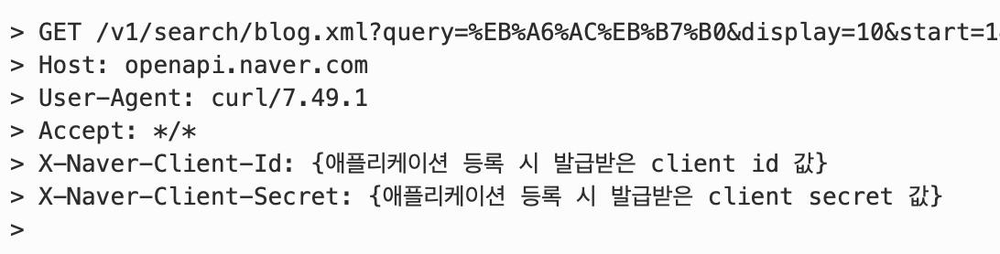 > GET /v1/search/blog.xml?query=%EB%A6%AC%EB%B7%B0&display=10&start=1
> Host: openapi.naver.com
> User-Agent: curl/7.49.1
> Accept: */*
> X-Naver-Client-Id: {애플리케이션 등록 시 발급받은 client id 값}
> X-Naver-Client-Secret: {애플리케이션 등록 시 발급받은 client secret 값}
>